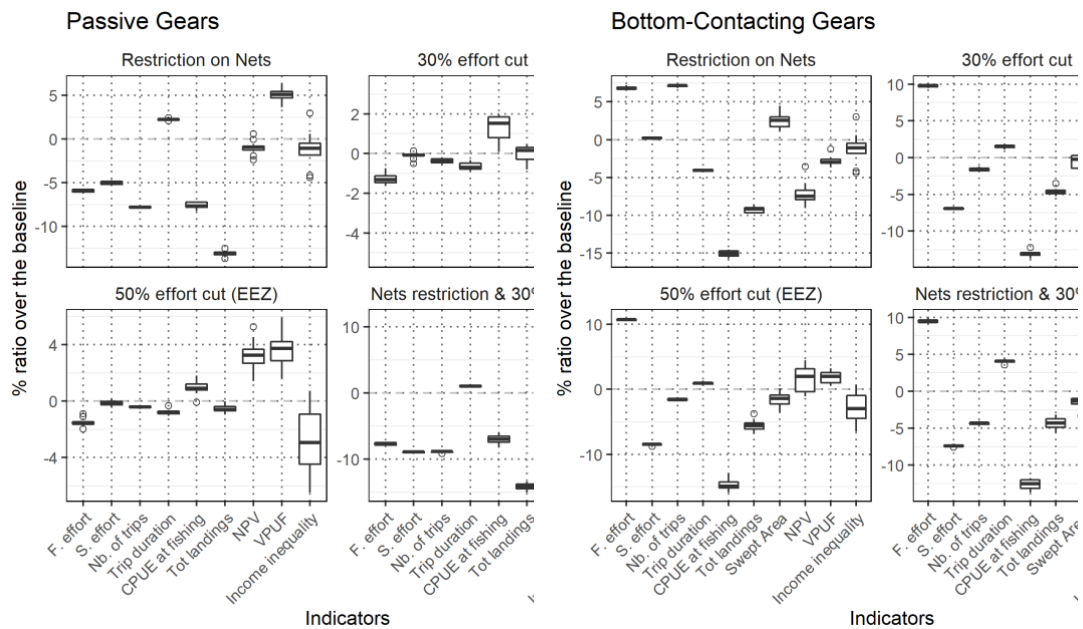 Passive Gears
Bottom-Contacting Gears
Restriction on Nets
30% effort cut
Restriction on Nets
30% effort cut
5
0
-5
-10
2
0
-2
-4
5
0
-5
-10
-15
10
5
0
-5
-10
% ratio over the baseline
% ratio over the baseline
50% effort cut (EEZ)
Nets restriction & 30%
50% effort cut (EEZ)
Nets restriction & 30%
4
0
-4
10
0
-10
10
0
-10
10
5
0
-5
-10
F. effort
S. effort
Nb. of trips
Trip duration
CPUE at fishing
Tot landings
NPV
VPUF
Income inequality
F. effort
S. effort
Nb. of trips
Trip duration
CPUE at fishing
Tot landings
F. effort
S. effort
Nb. of trips
Trip duration
CPUE at fishing
Tot landings
Swept Area
NPV
VPUF
Income inequality
F. effort
S. effort
Nb. of trips
Trip duration
CPUE at fishing
Tot landings
Swept Area
Indicators
Indicators